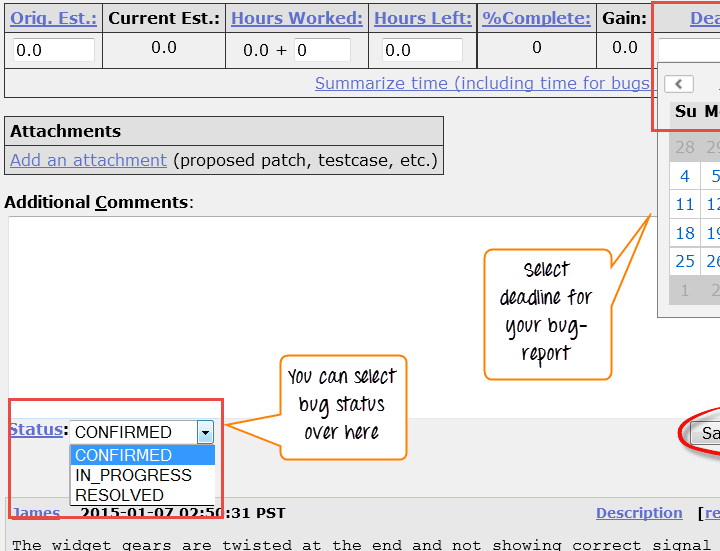 Orig. Est.: Current Est.: Hours Worked: Hours Left: %Complete: Gain:
0.0 0.0 0.0 + 0 0.0 0 0.0
Summarize time (including time for bugs
Su
28 29
4 5
11 12
18 19
25 26
1 2
Attachments
Add an attachment (proposed patch, testcase, etc.)
Additional Comments:
Select
deadline for
your bug-
report
You can select
bug status
over here
Status: CONFIRMED
CONFIRMED
IN_PROGRESS
RESOLVED
James 2015-01-07 02:50:31 PST Description [re
The widget gears are twisted at the end and not showing correct signal